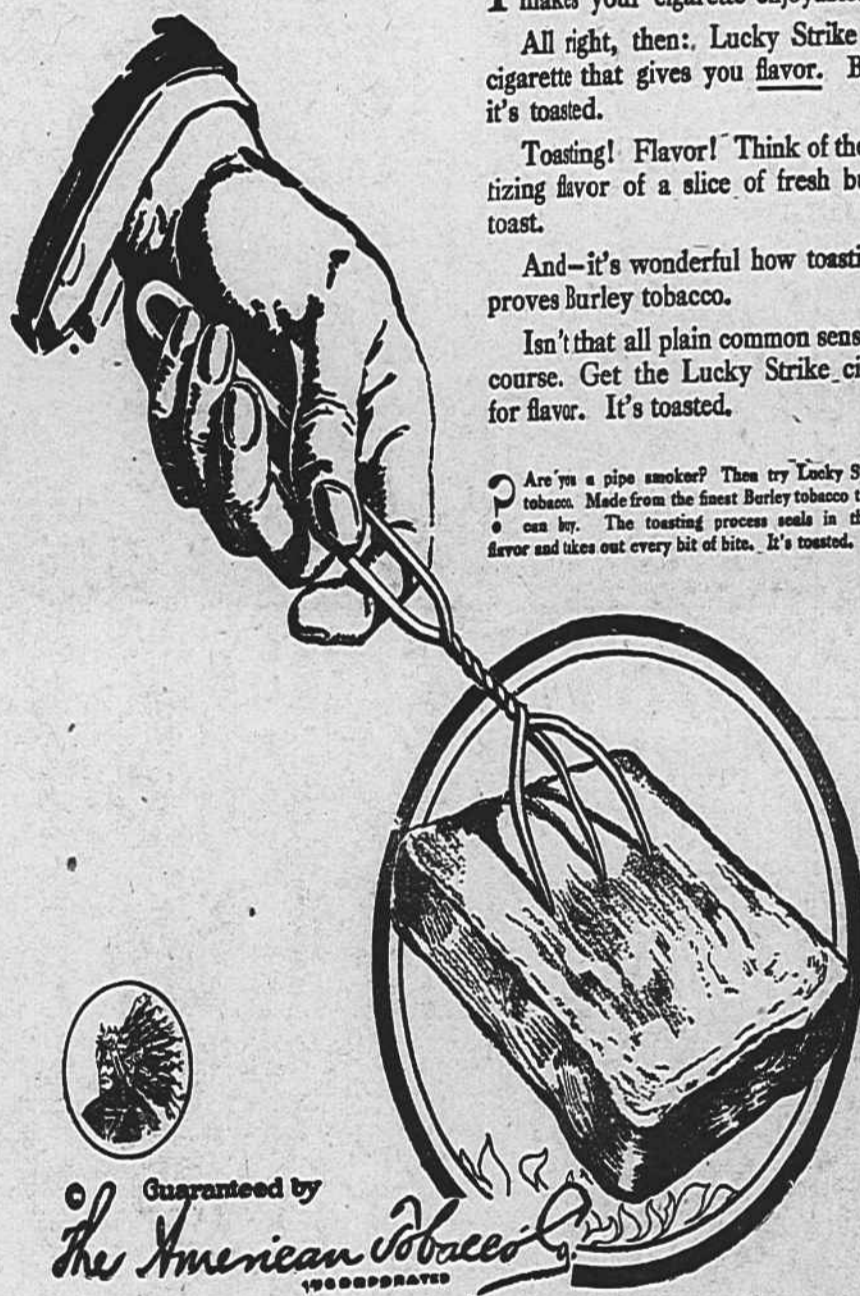 makes your cigarette enjoyable
All right, then: Lucky Strike
cigarette that gives you flavor. B
it's toasted.
Toasting! Flavor! Think of the
tizing flavor of a slice of fresh bu
toast.
And—it's wonderful how toasti
proves Burley tobacco.
Isn't that all plain common sens
course. Get the Lucky Strike ci
for flavor. It's toasted.
? Are you a pipe smoker? Then try Lucky S
tobacco. Made from the finest Burley tobacco t
can buy. The toasting process seals in th
flavor and takes out every bit of bite. It's toasted.
© Guaranteed by
The American Tobacco Co.
INCORPORATED